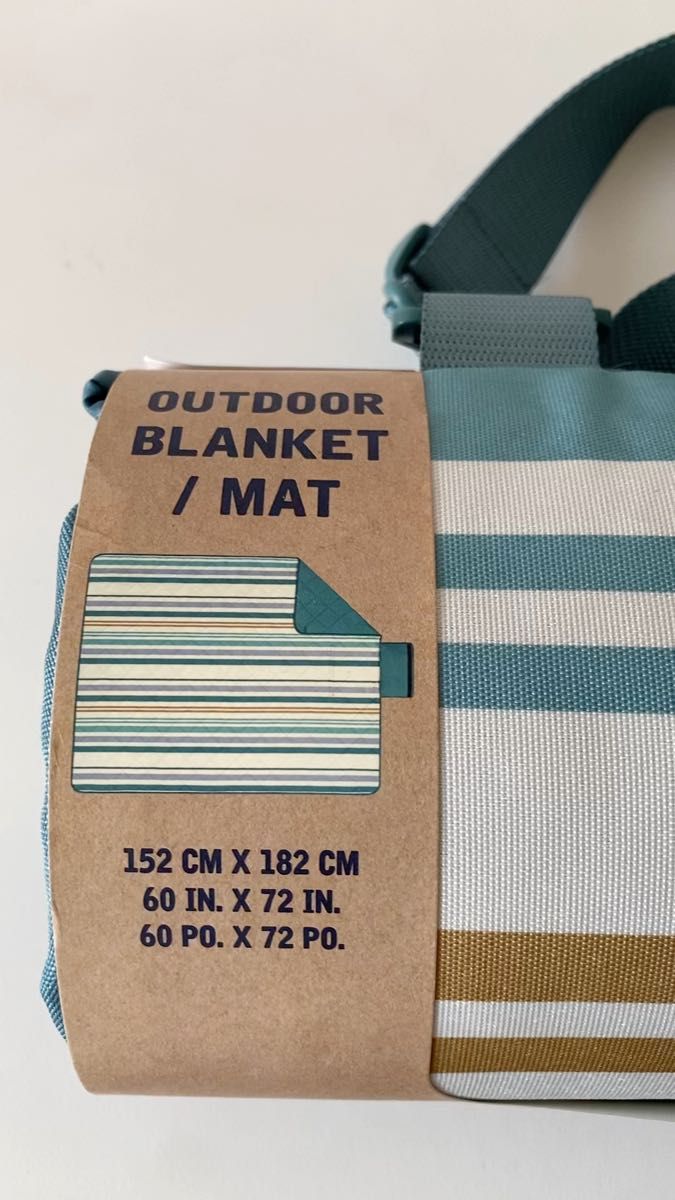 OUTDOOR
BLANKET
/ MAT
152 CM X 182 CM
60 IN. X 72 IN.
60 PO. X 72 PO.